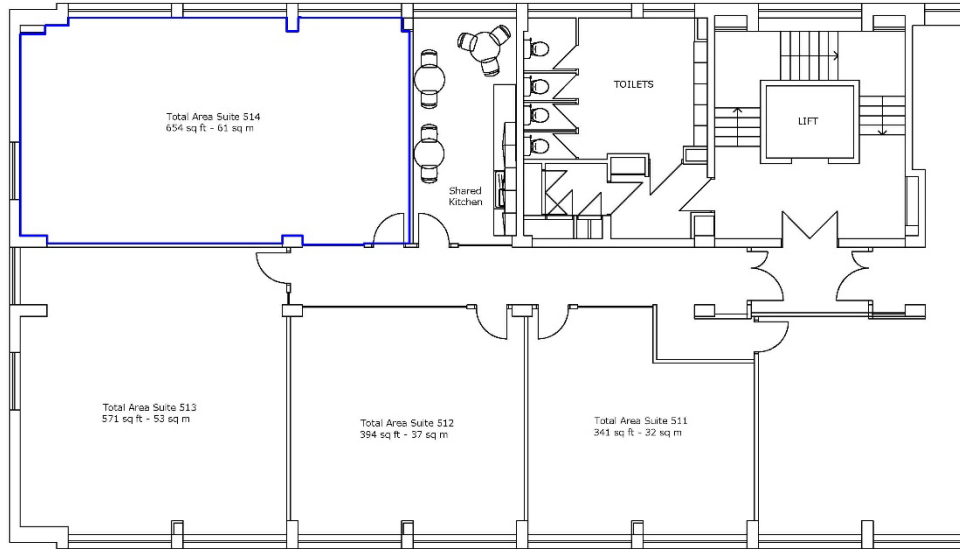 Total Area Suite 514
654 sq ft - 61 sq m
TOILETS
LIFT
Shared
Kitchen
Total Area Suite 513
571 sq ft - 53 sq m
Total Area Suite 512
394 sq ft - 37 sq m
Total Area Suite 511
341 sq ft - 32 sq m